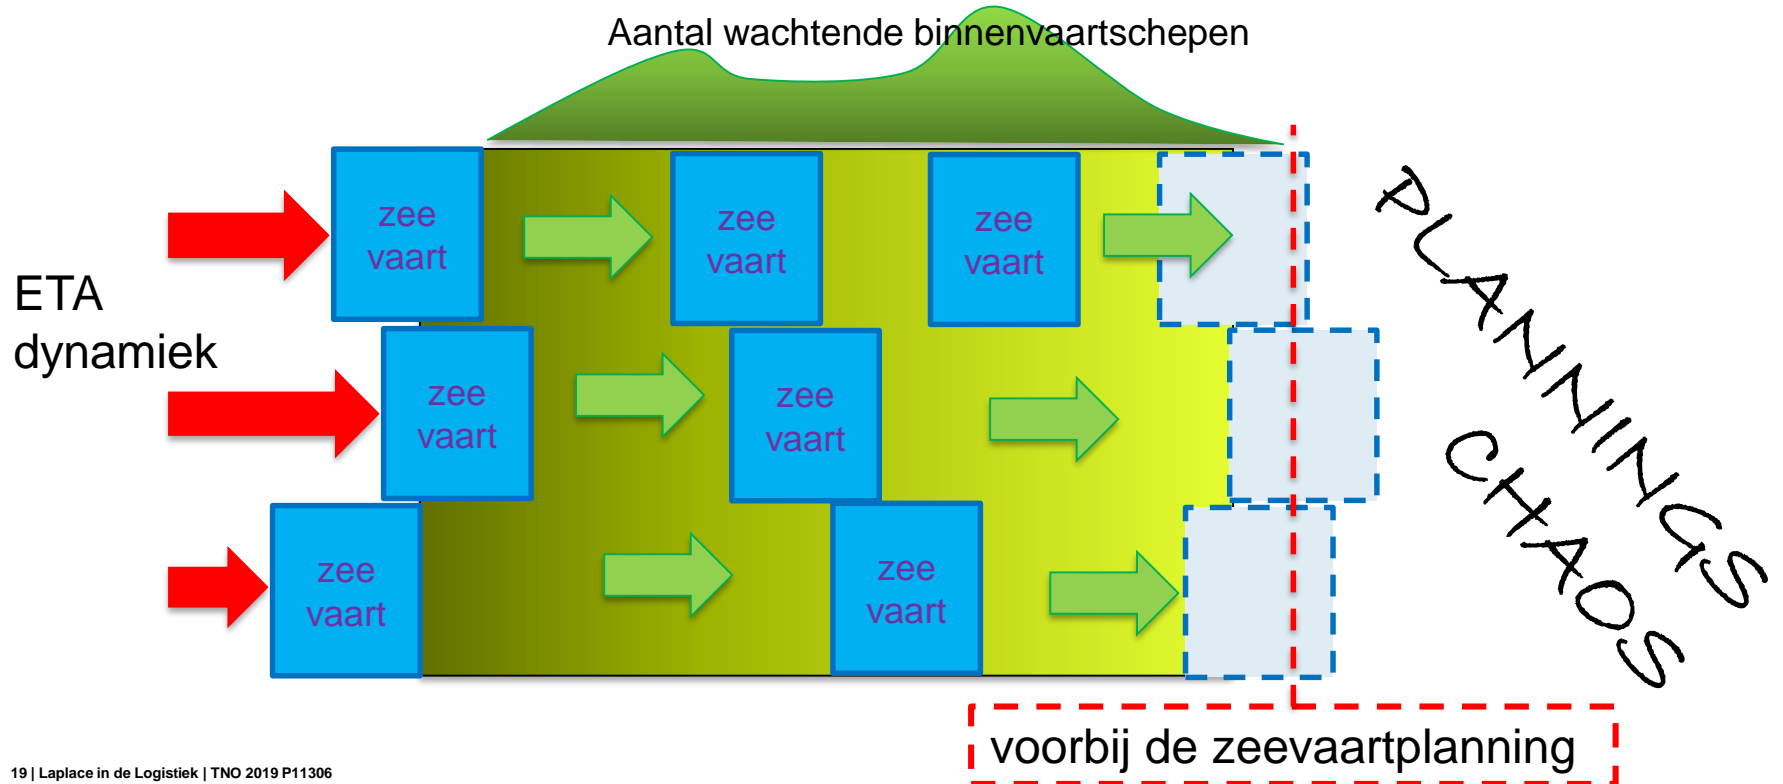 Aantal wachtende binnenvaartschepen
zee
vaart
zee
vaart
zee
vaart
ETA
dynamiek
zee
vaart
zee
vaart
zee
vaart
zee
vaart
PLANNINGS
CHAOS
voorbij de zeevaartplanning
19 | Laplace in de Logistiek | TNO 2019 P11306